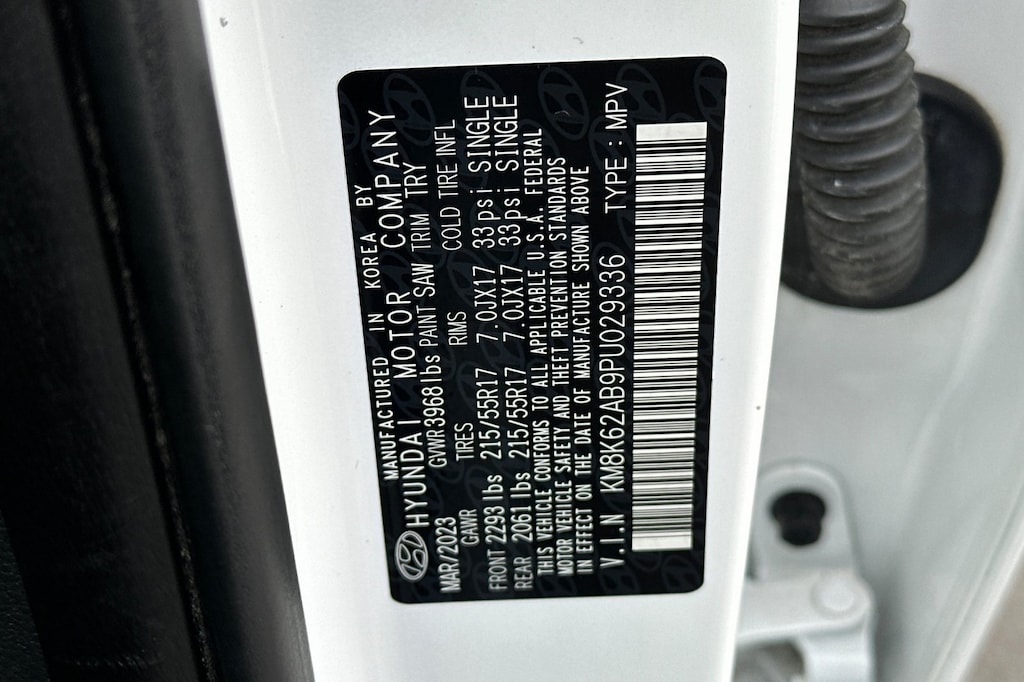 MANUFACTURED IN KOREA BY
HYUNDAI MOTOR COMPANY
MAR/2023 GVWR 3968 lbs PAINT SAW TRIM TRY
GAWR TIRES RIMS COLD TIRE INFL
FRONT 2293 lbs 215/55R17 7.0JX17 33psi: SINGLE
REAR 2061 lbs 215/55R17 7.0JX17 33psi: SINGLE
THIS VEHICLE CONFORMS TO ALL APPLICABLE U.S.A. FEDERAL
MOTOR VEHICLE SAFETY AND THEFT PREVENTION STANDARDS
IN EFFECT ON THE DATE OF MANUFACTURE SHOWN ABOVE
V.I.N KM8K62AB9PU029336 TYPE : MPV